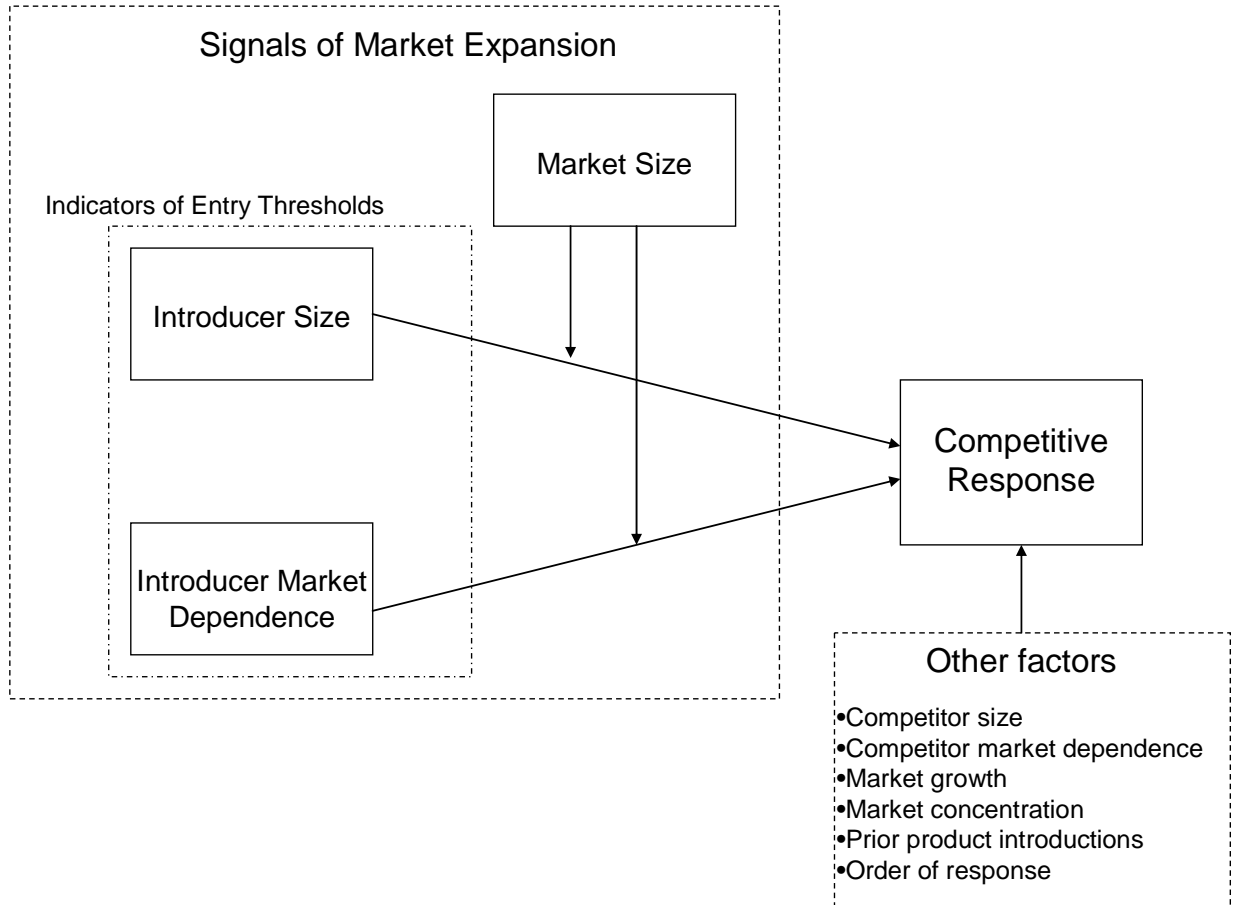 Signals of Market Expansion
Market Size
Indicators of Entry Thresholds
Introducer Size
Competitive
Response
Introducer Market
Dependence
Other factors
•Competitor size
•Competitor market dependence
•Market growth
•Market concentration
•Prior product introductions
•Order of response